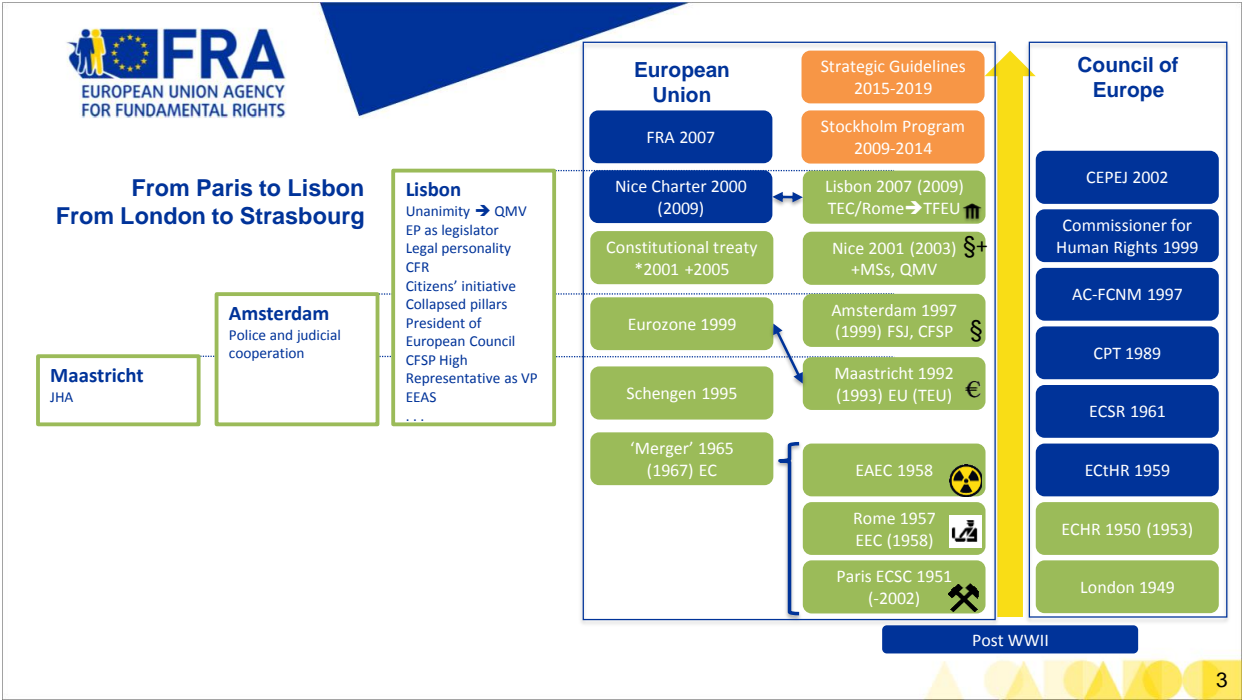 FRA
EUROPEAN UNION AGENCY
FOR FUNDAMENTAL RIGHTS
From Paris to Lisbon
From London to Strasbourg
Maastricht
JHA
Amsterdam
Police and judicial
cooperation
Lisbon
Unanimity ➔ QMV
EP as legislator
Legal personality
CFR
Citizens’ initiative
Collapsed pillars
President of
European Council
CFSP High
Representative as VP
EEAS
. . .
European
Union
FRA 2007
Nice Charter 2000
(2009)
Constitutional treaty
*2001 +2005
Eurozone 1999
Schengen 1995
‘Merger’ 1965
(1967) EC
Strategic Guidelines
2015-2019
Stockholm Program
2009-2014
Lisbon 2007 (2009)
TEC/Rome➔TFEU
Nice 2001 (2003) §+
+MSs, QMV
Amsterdam 1997
(1999) FSJ, CFSP §
Maastricht 1992
(1993) EU (TEU) €
EAEC 1958
Rome 1957
EEC (1958)
Paris ECSC 1951
(-2002)
Council of
Europe
CEPEJ 2002
Commissioner for
Human Rights 1999
AC-FCNM 1997
CPT 1989
ECSR 1961
ECtHR 1959
ECHR 1950 (1953)
London 1949
Post WWII
3